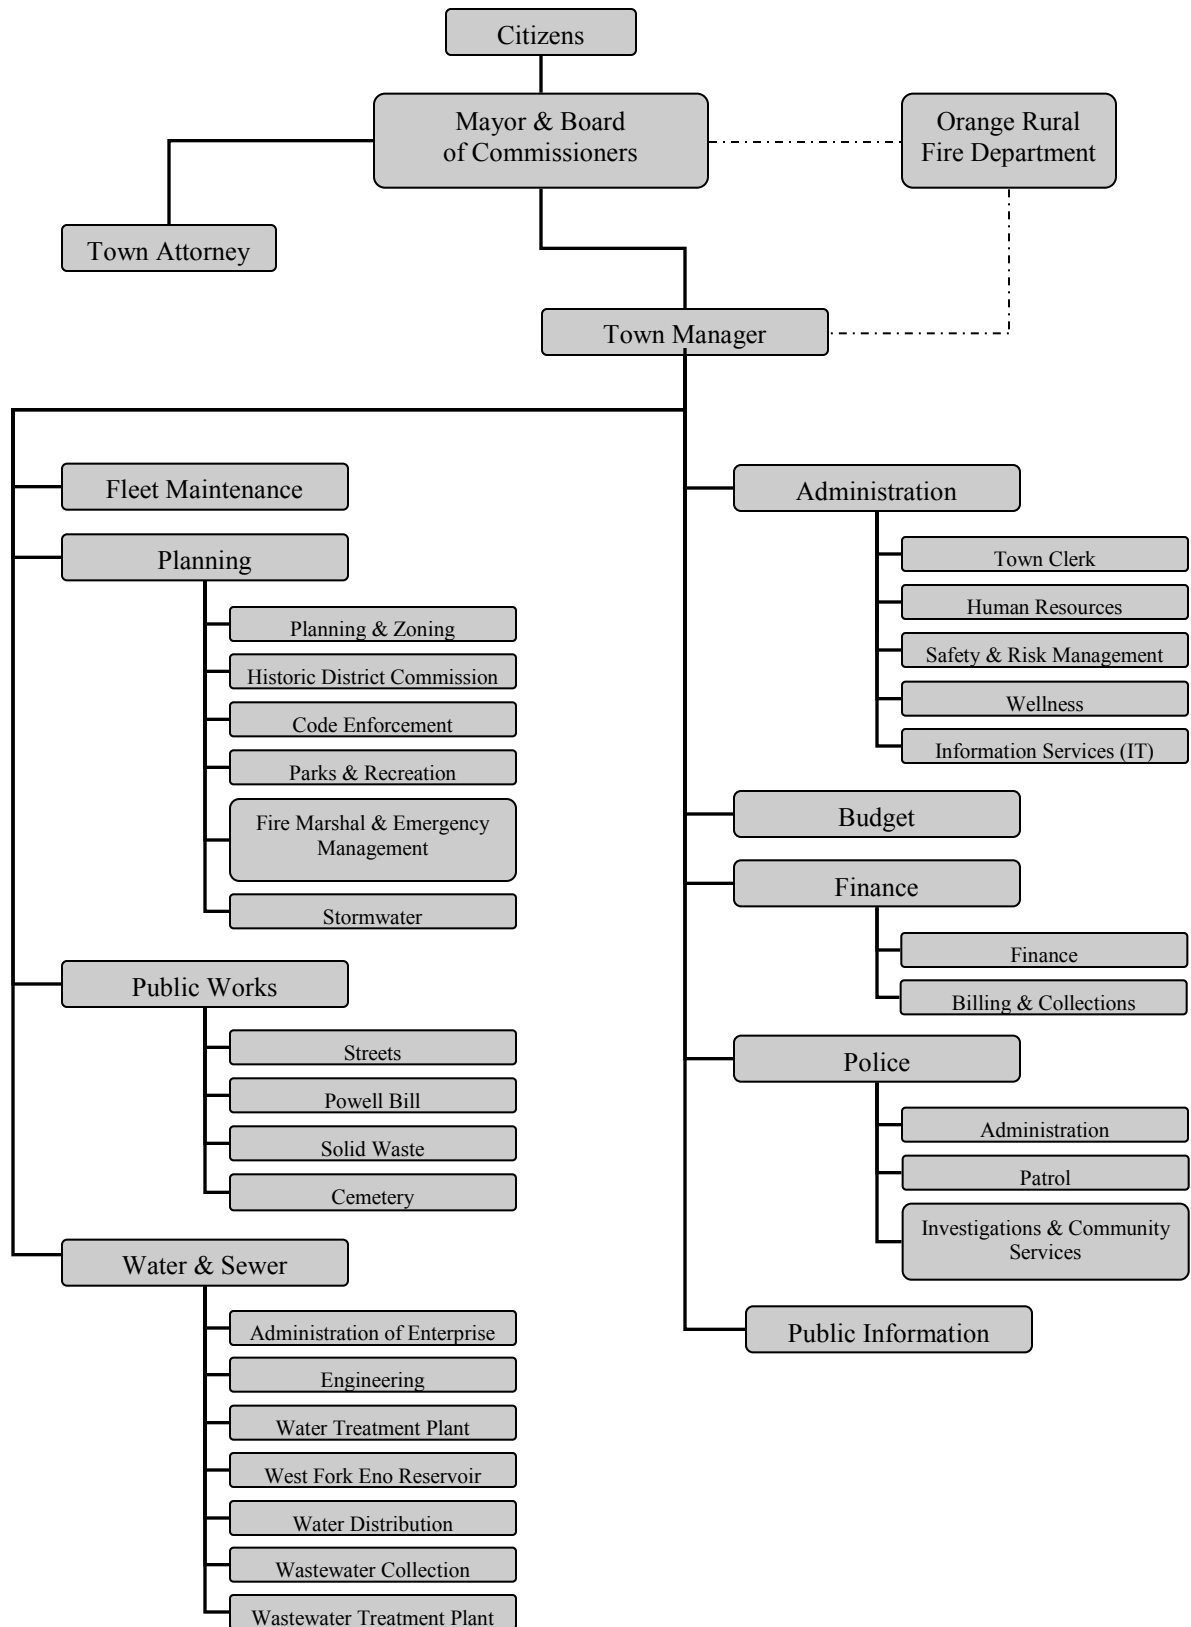 Citizens
Mayor & Board
of Commissioners
Orange Rural
Fire Department
Town Attorney
Town Manager
Fleet Maintenance
Planning
Planning & Zoning
Historic District Commission
Code Enforcement
Parks & Recreation
Fire Marshal & Emergency
Management
Stormwater
Public Works
Streets
Powell Bill
Solid Waste
Cemetery
Water & Sewer
Administration of Enterprise
Engineering
Water Treatment Plant
West Fork Eno Reservoir
Water Distribution
Wastewater Collection
Wastewater Treatment Plant
Administration
Town Clerk
Human Resources
Safety & Risk Management
Wellness
Information Services (IT)
Budget
Finance
Finance
Billing & Collections
Police
Administration
Patrol
Investigations & Community
Services
Public Information